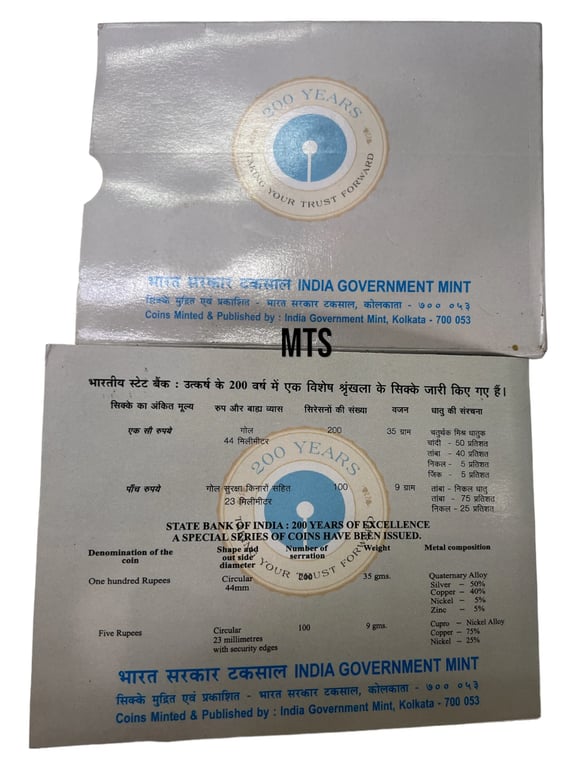 200 YEARS
TAKING YOUR TRUST FORWARD
भारत सरकार टकसाल INDIA GOVERNMENT MINT
सिक्के मुद्रित एवं प्रकाशित - भारत सरकार टकसाल, कोलकाता - ७०० ०५३
Coins Minted & Published by : India Government Mint, Kolkata - 700 053
MTS
भारतीय स्टेट बैंक : उत्कर्ष के 200 वर्ष में एक विशेष श्रृंखला के सिक्के जारी किए गए हैं।
सिक्के का अंकित मूल्य रुप और बाह्य व्यास सिरेसनों की संख्या वजन धातु की संरचना
एक सौ रुपये गोल 200 35 ग्राम चतुर्थक मिश्र धातुक
44 मिलीमीटर चांदी - 50 प्रतिशत
तांबा - 40 प्रतिशत
निकल - 5 प्रतिशत
जिंक - 5 प्रतिशत
200 YEARS
पाँच रुपये गोल सुरक्षा किनारों सहित 100 9 ग्राम तांबा - निकल धातु
23 मिलीमीटर तांबा - 75 प्रतिशत
निकल - 25 प्रतिशत
STATE BANK OF INDIA : 200 YEARS OF EXCELLENCE
A SPECIAL SERIES OF COINS HAVE BEEN ISSUED.
Denomination of the coin Shape and out side diameter Number of serration Weight Metal composition
YOUR TRUST FORWARD
One hundred Rupees Circular 200 35 gms. Quaternary Alloy
44mm Silver – 50%
Copper – 40%
Nickel – 5%
Zinc – 5%
Five Rupees Circular 100 9 gms. Cupro – Nickel Alloy
23 millimetres Copper – 75%
with security edges Nickel – 25%
भारत सरकार टकसाल INDIA GOVERNMENT MINT
सिक्के मुद्रित एवं प्रकाशित - भारत सरकार टकसाल, कोलकाता - ७०० ०५३
Coins Minted & Published by : India Government Mint, Kolkata - 700 053